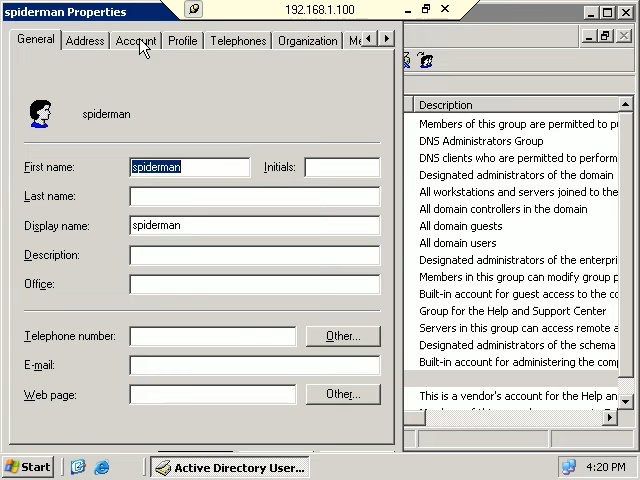 spiderman Properties
192.168.1.100
General
Address
Account
Profile
Telephones
Organization
spiderman
First name:
spiderman
Initials:
Last name:
Display name:
spiderman
Description:
Office:
Telephone number:
Other...
E-mail:
Web page:
Other...
Description
Members of this group are permitted to
DNS Administrators Group
DNS clients who are permitted to perform
Designated administrators of the domain
All workstations and servers joined to the
All domain controllers in the domain
All domain guests
All domain users
Designated administrators of the enterpri
Members in this group can modify group p
Built-in account for guest access to the co
Group for the Help and Support Center
Servers in this group can access remote a
Designated administrators of the schema
Built-in account for administering the comp
This is a vendor's account for the Help an
Start
Active Directory User...
4:20 PM